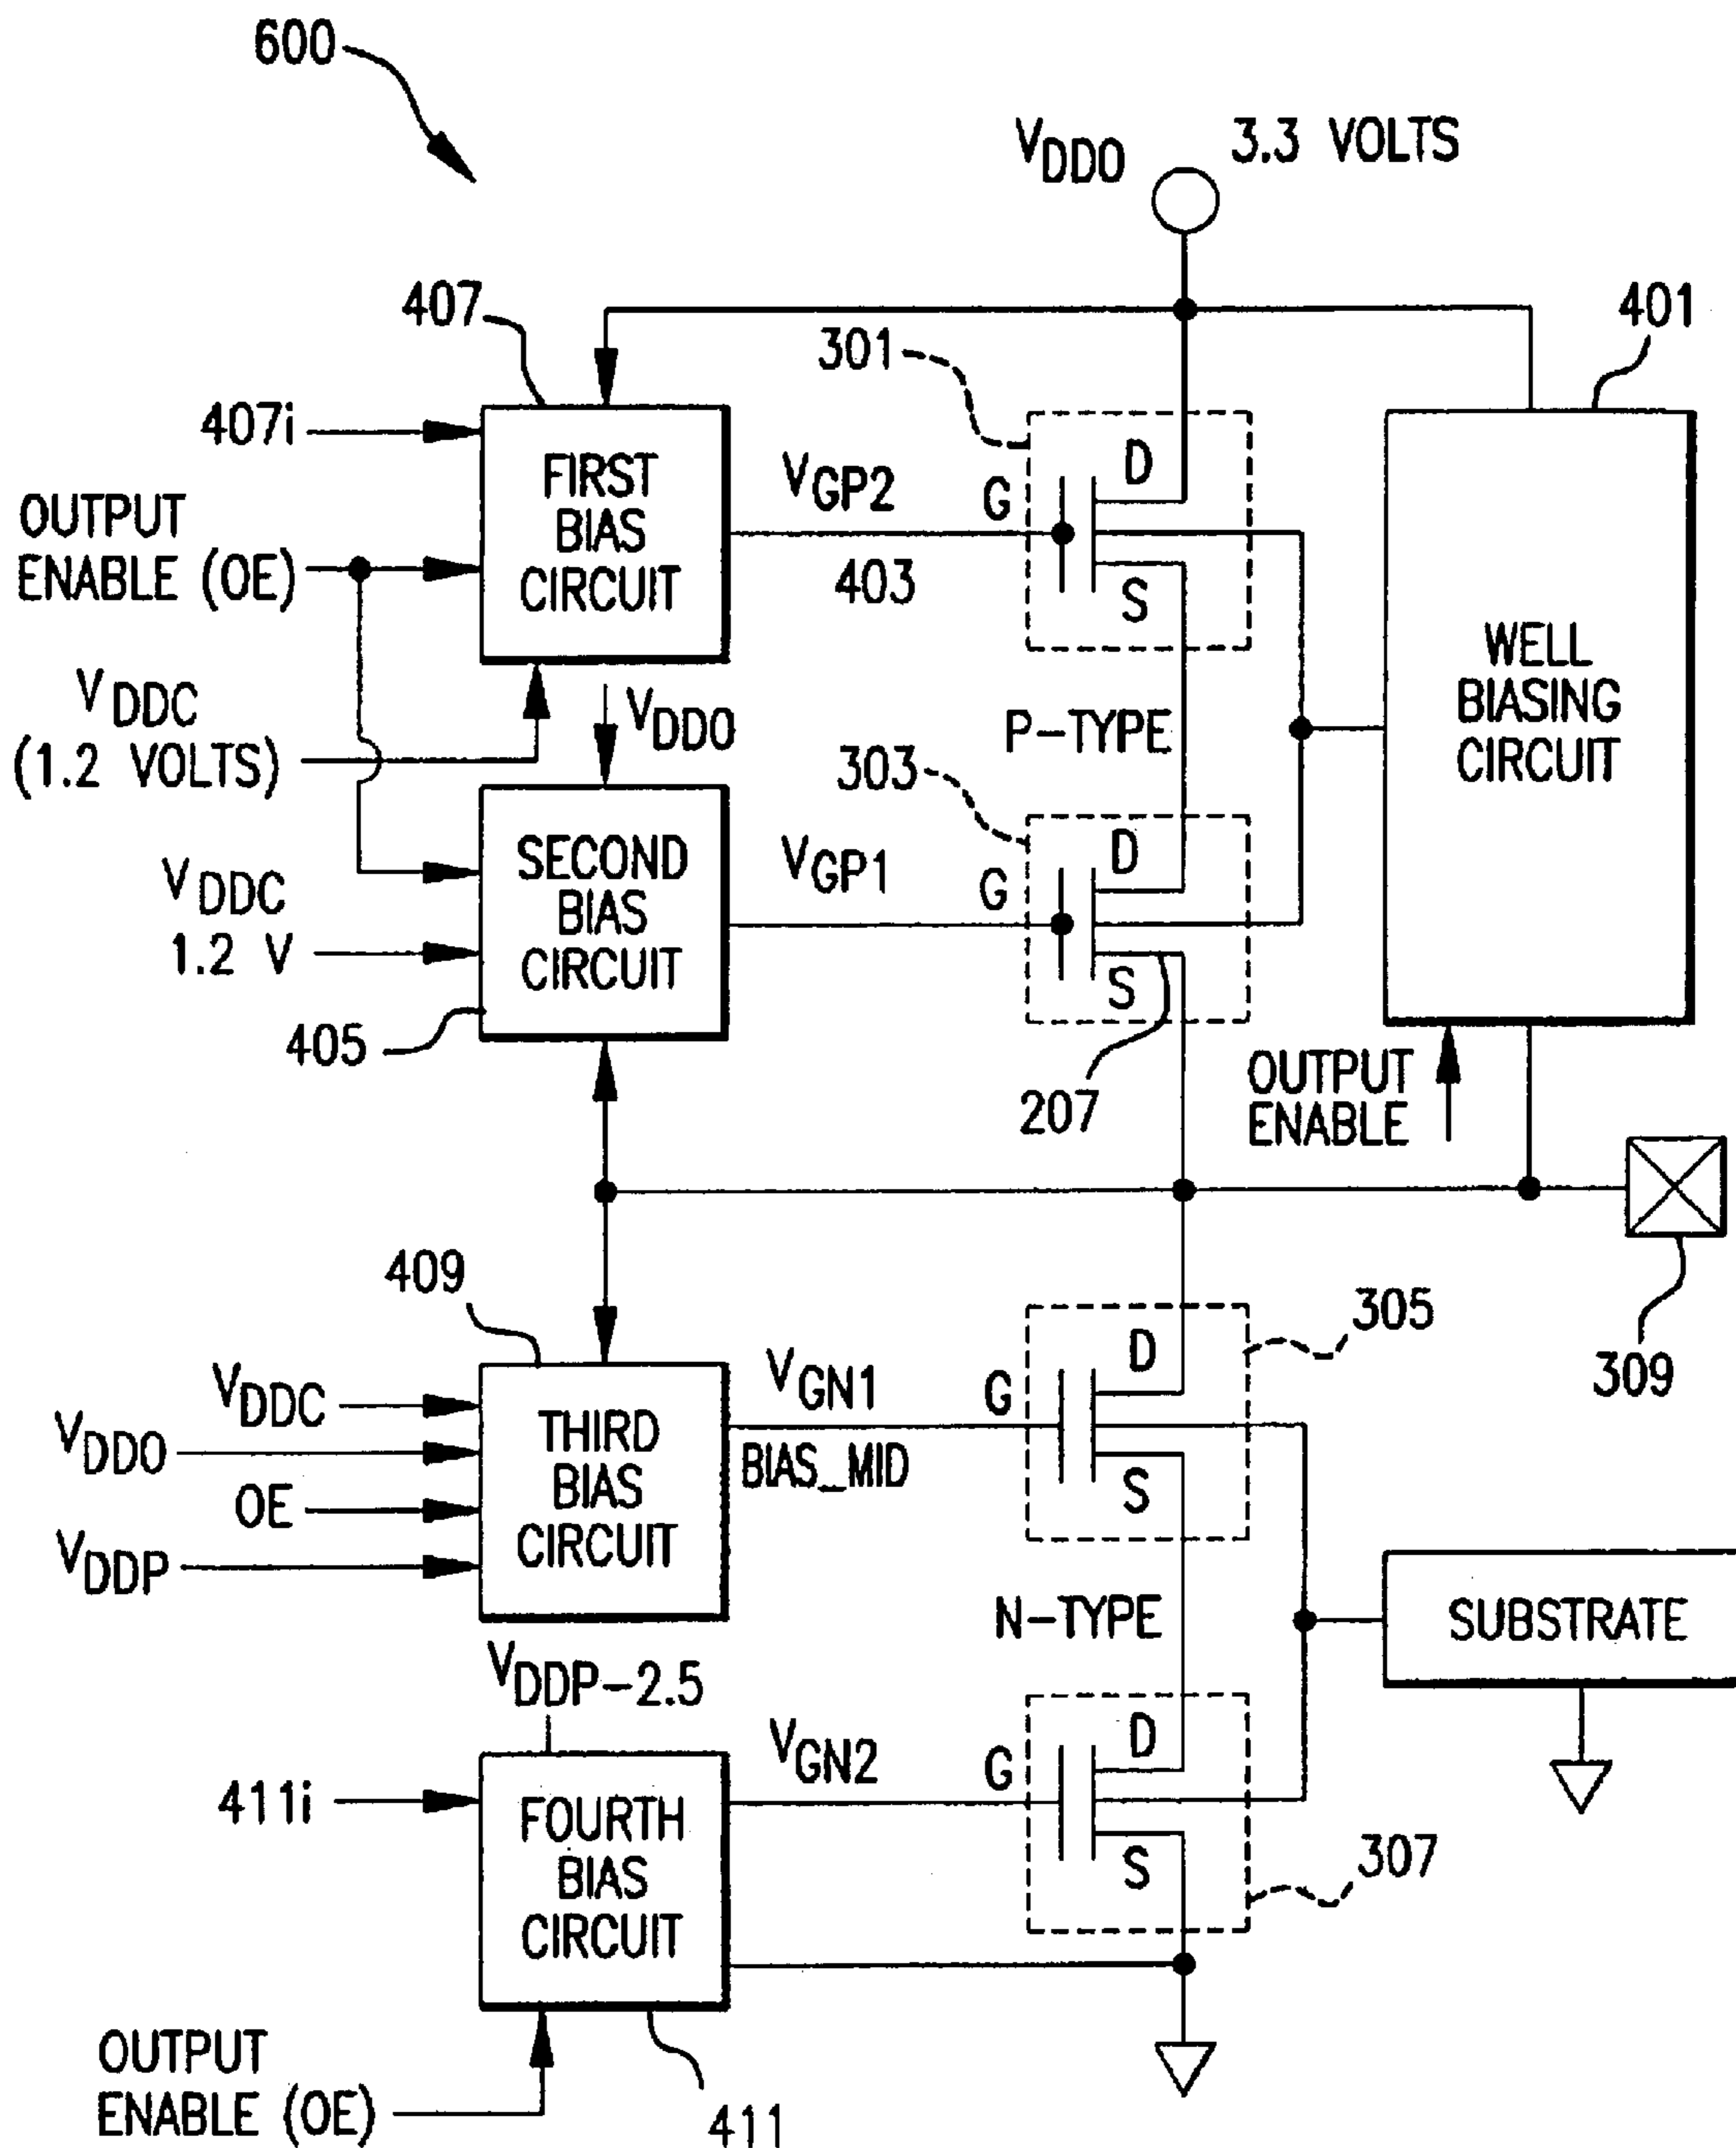 600
VDDO 3.3 VOLTS
407
301
401
407i
FIRST
BIAS
CIRCUIT
VGP2
403
G
D
S
OUTPUT
ENABLE (OE)
WELL
BIASING
CIRCUIT
VDDC
(1.2 VOLTS)
VDDO
P-TYPE
303
SECOND
BIAS
CIRCUIT
VGP1
G
D
S
VDDC
1.2 V
405
207
OUTPUT
ENABLE
409
305
309
VDDC
VDDO
OE
VDDP
THIRD
BIAS
CIRCUIT
VGN1
BIAS_MID
G
D
S
N-TYPE
SUBSTRATE
VDDP-2.5
411i
FOURTH
BIAS
CIRCUIT
VGN2
G
D
S
307
OUTPUT
ENABLE (OE)
411